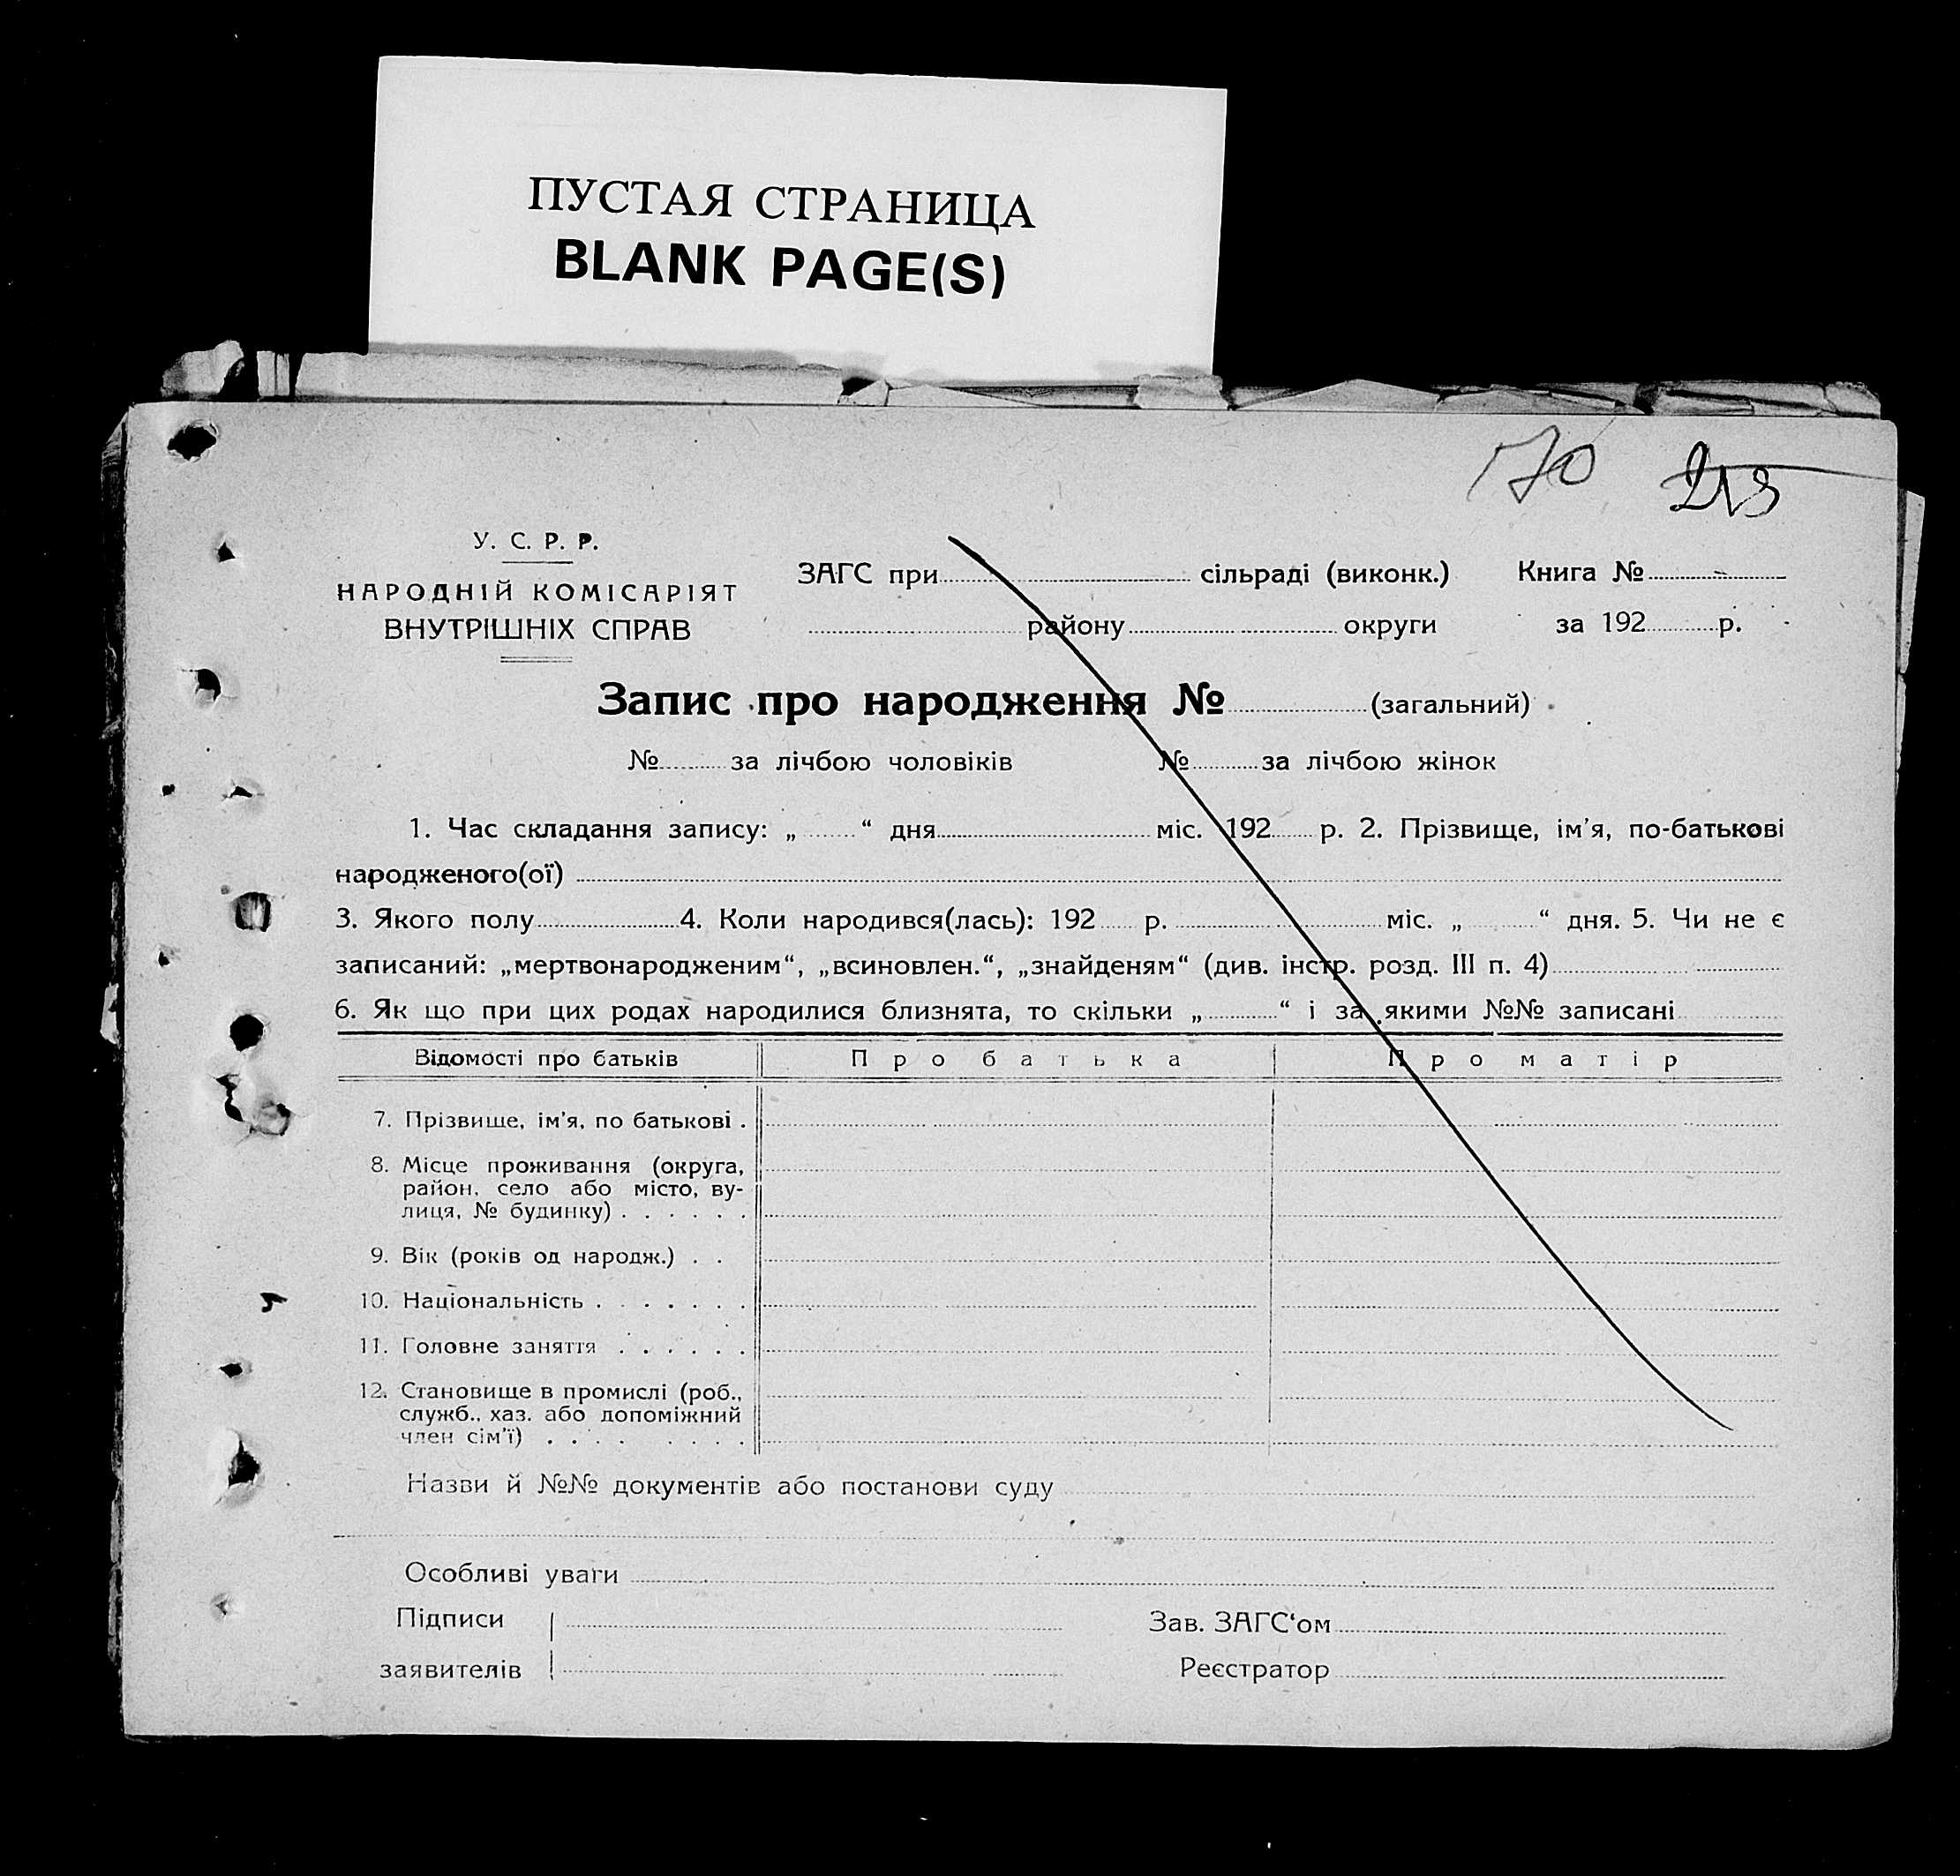 ПУСТАЯ СТРАНИЦА
BLANK PAGE(S)
170 213
У. С. Р. Р.
НАРОДНІЙ КОМІСАРІЯТ
ВНУТРІШНІХ СПРАВ
ЗАГС при сільраді (виконк.) Книга №
району округи за 192 р.
Запис про народження № (загальний)
№ за лічбою чоловіків № за лічбою жінок
1. Час складання запису: „ “ дня міс. 192 р. 2. Прізвище, ім’я, по-батькові
народженого(ої)
3. Якого полу 4. Коли народився(лась): 192 р. міс. „ “ дня. 5. Чи не є
записаний: „мертвонародженим“, „всиновлен.“, „знайденям“ (див. інстр. розд. III п. 4)
6. Як що при цих родах народилися близнята, то скільки „ “ і за якими №№ записані
Відомості про батьків Про батька Про матір
7. Прізвище, ім’я, по батькові .
8. Місце проживання (округа,
район, село або місто, ву-
лиця, № будинку) . . . . . .
9. Вік (років од народж.) . .
10. Національність . . . . . . .
11. Головне заняття . . . . . .
12. Становище в промислі (роб.,
служб., хаз. або допоміжний
член сім’ї) . . . . . . . .
Назви й №№ документів або постанови суду
Особливі уваги
Підписи Зав. ЗАГС‘ом
заявителів Реєстратор